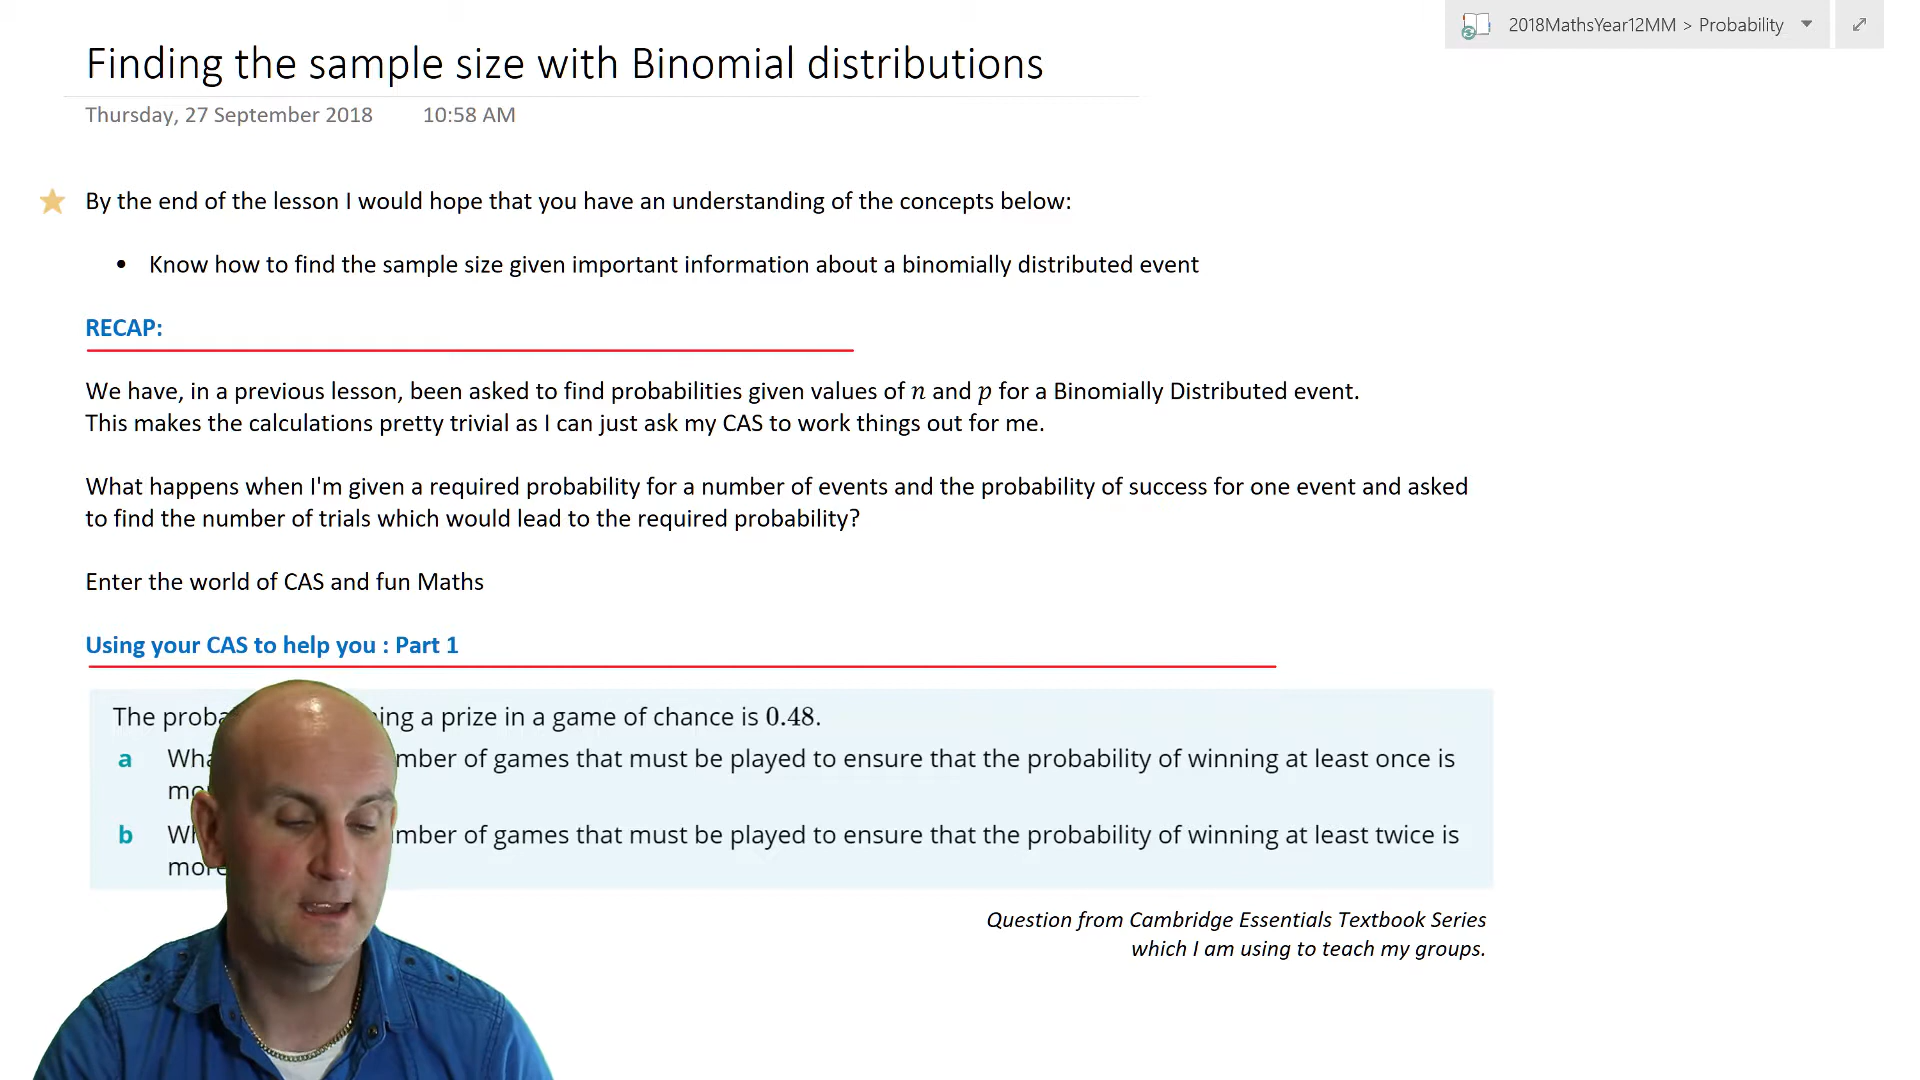 2018MathsYear12MM > Probability
Finding the sample size with Binomial distributions
Thursday, 27 September 2018 10:58 AM
By the end of the lesson I would hope that you have an understanding of the concepts below:
• Know how to find the sample size given important information about a binomially distributed event
RECAP:
We have, in a previous lesson, been asked to find probabilities given values of n and p for a Binomially Distributed event.
This makes the calculations pretty trivial as I can just ask my CAS to work things out for me.
What happens when I'm given a required probability for a number of events and the probability of success for one event and asked
to find the number of trials which would lead to the required probability?
Enter the world of CAS and fun Maths
Using your CAS to help you : Part 1
The a prize in a game of chance is 0.48.
a of games that must be played to ensure that the probability of winning at least once is
b of games that must be played to ensure that the probability of winning at least twice is
more
Question from Cambridge Essentials Textbook Series
which I am using to teach my groups.